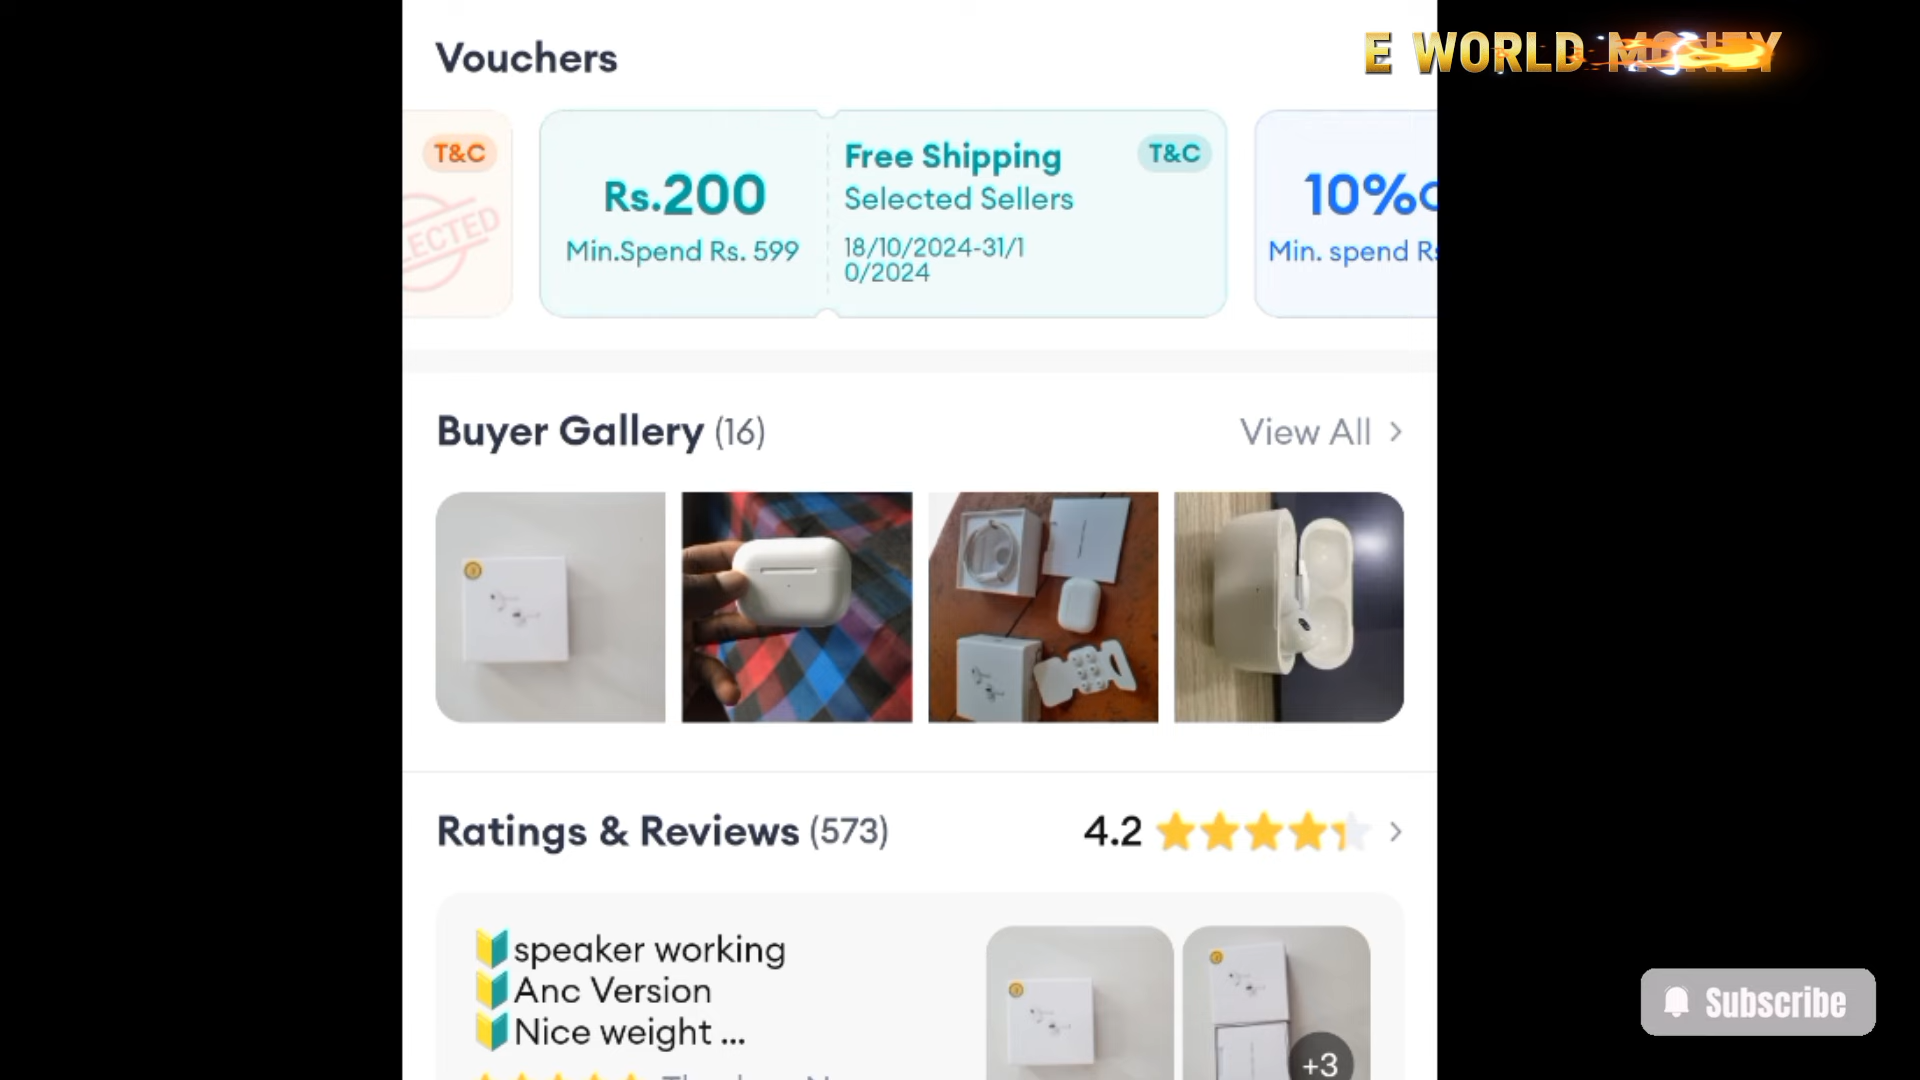 Vouchers
E WORLD MONEY
T&C
Rs.200
Min.Spend Rs. 599
Free Shipping
T&C
Selected Sellers
18/10/2024-31/1
0/2024
10%
Min. spend
Buyer Gallery (16)
View All >
Ratings & Reviews (573)
4.2
speaker working
Anc Version
Nice weight ...
+3
Subscribe